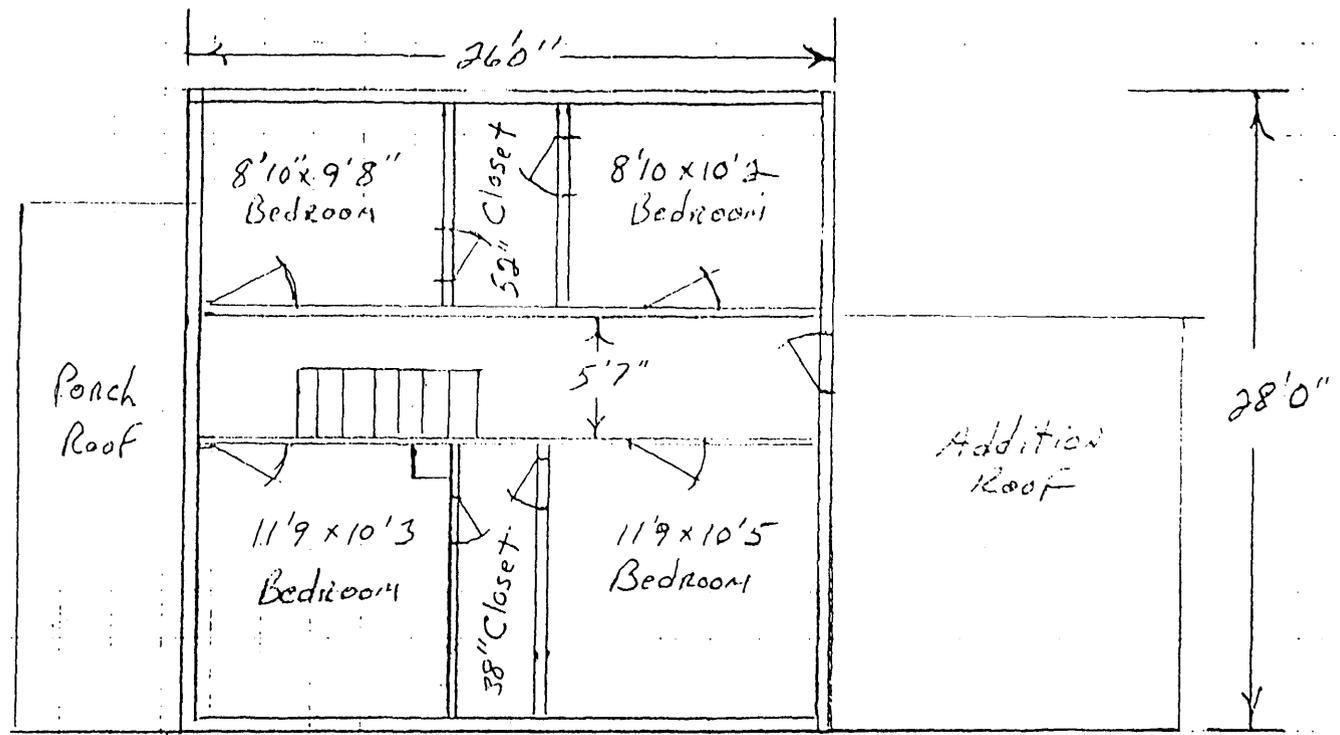 26'0"
8'10"x 9'8"
Bedroom
52" Closet
8'10 x 10'2
Bedroom
Porch
Roof
5'7"
28'0"
Addition
Roof
11'9 x 10'3
Bedroom
38" Closet
11'9 x 10'5
Bedroom